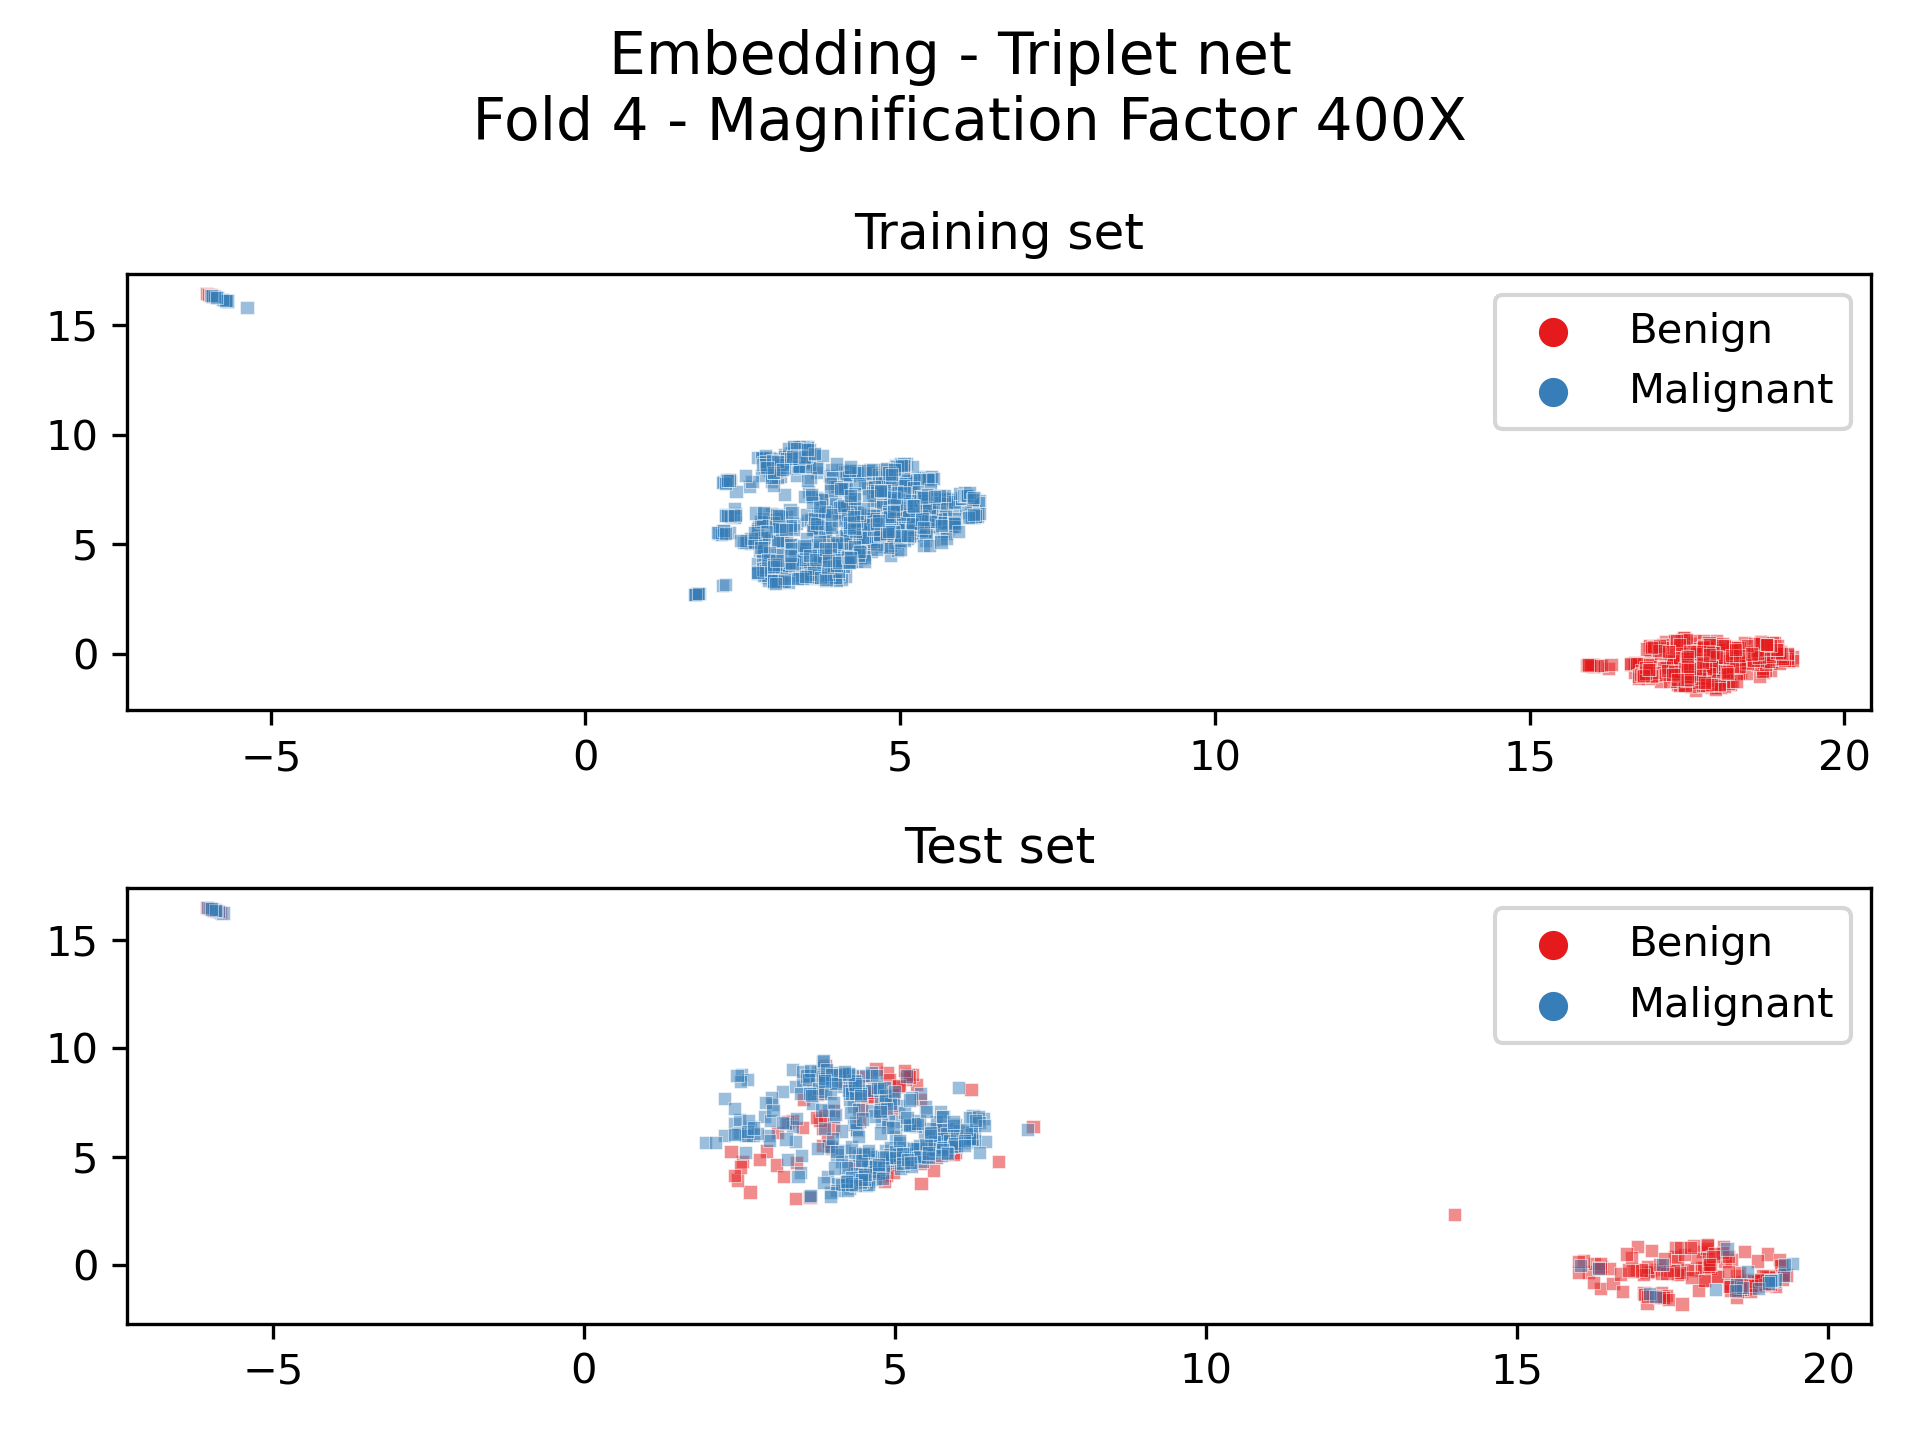 Embedding - Triplet net
Fold 4 - Magnification Factor 400X
Training set
15
10
5
0
Benign
Malignant
−5 0 5 10 15 20
Test set
15
10
5
0
Benign
Malignant
−5 0 5 10 15 20